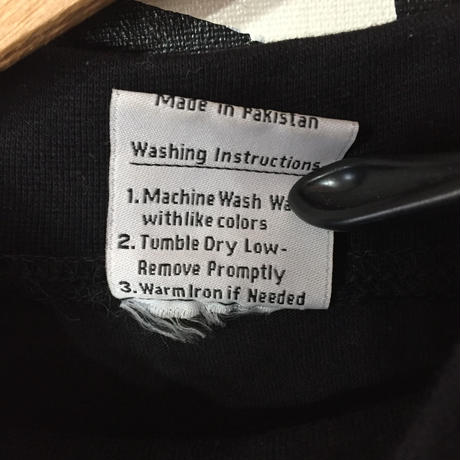 Made in Pakistan
Washing Instructions
1. Machine Wash
with like colors
2. Tumble Dry Low-
Remove Promptly
3. Warm Iron if Needed